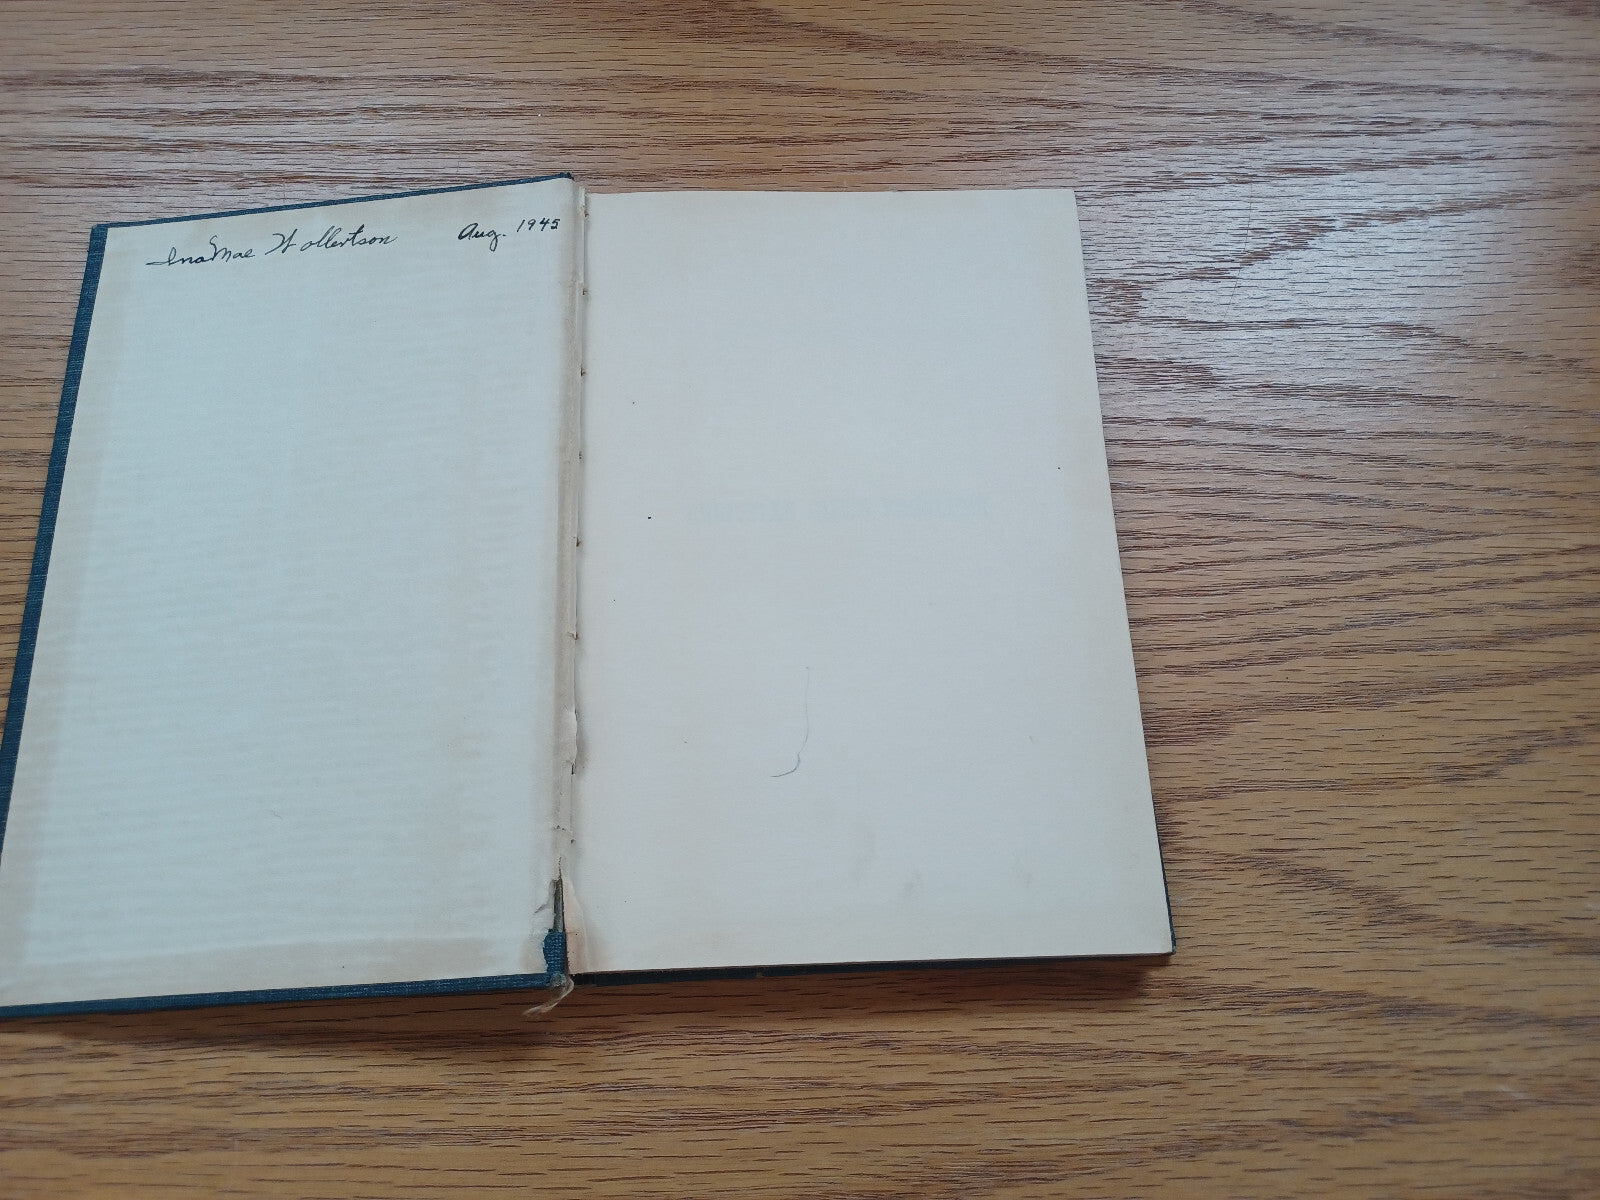 Ina Mae Wollertson Aug. 1945